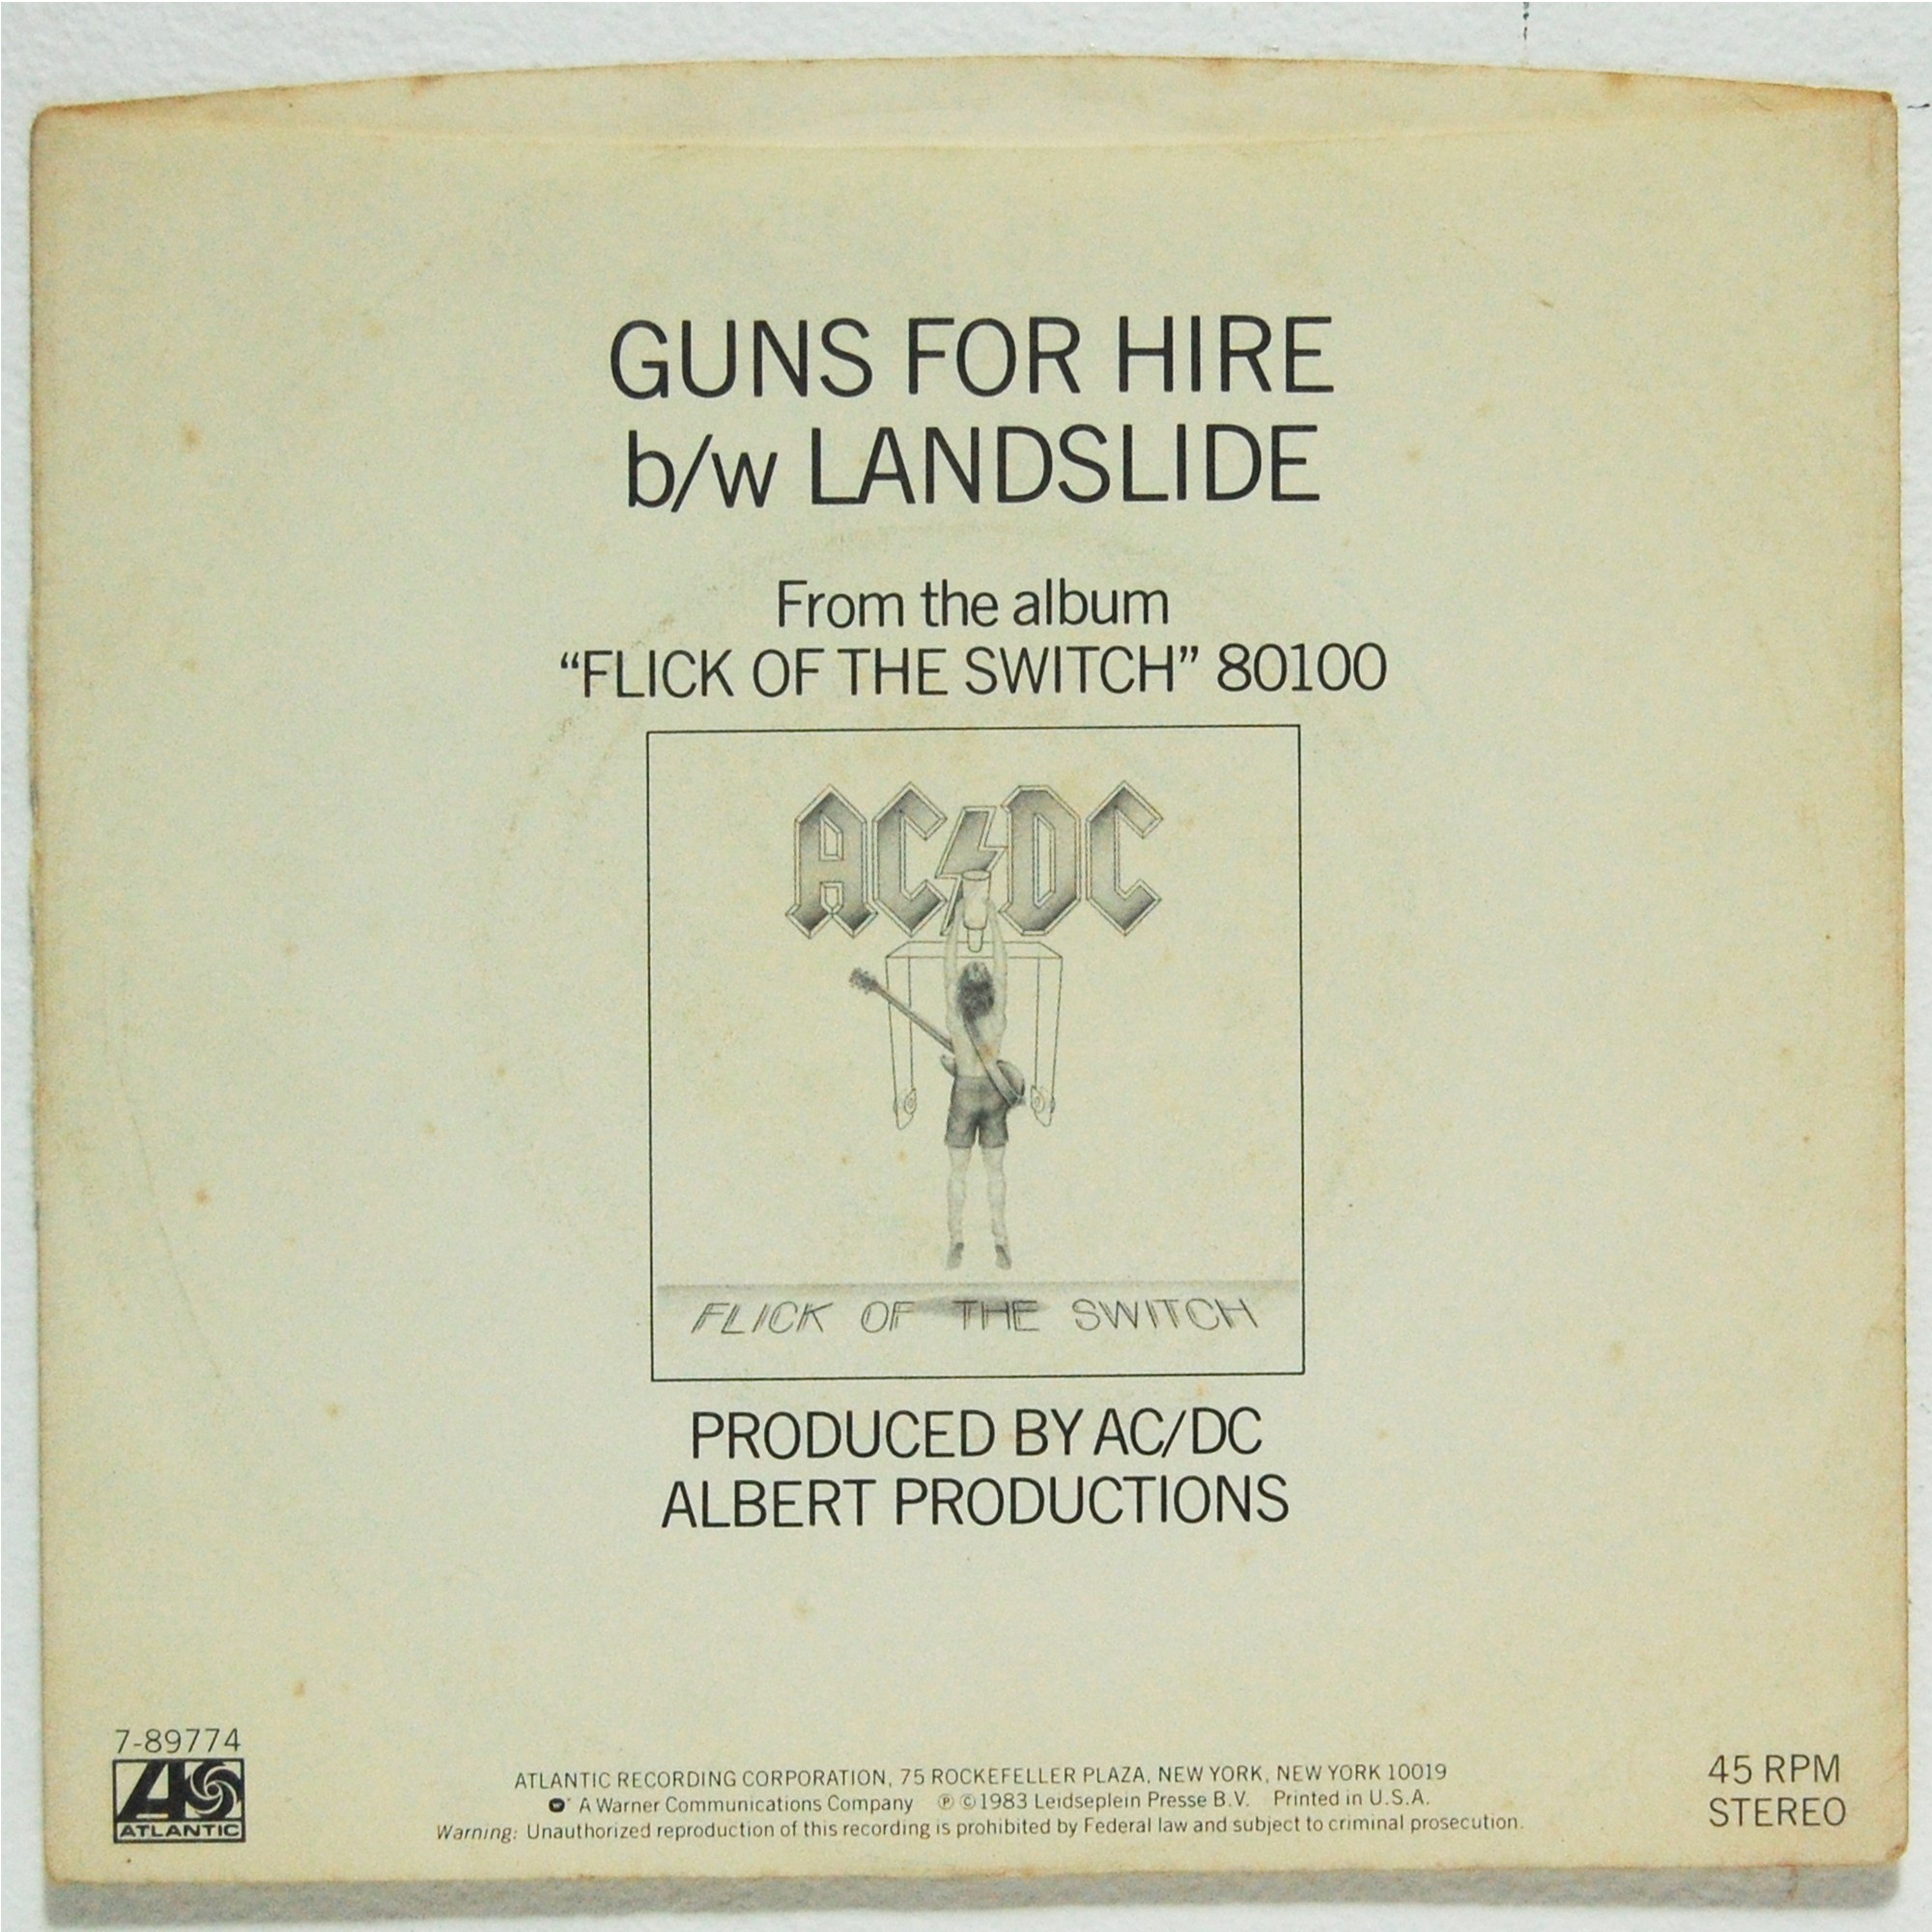 GUNS FOR HIRE
b/w LANDSLIDE
From the album
“FLICK OF THE SWITCH” 80100
AC DC
FLICK OF THE SWITCH
PRODUCED BY AC/DC
ALBERT PRODUCTIONS
7-89774
ATLANTIC
ATLANTIC RECORDING CORPORATION, 75 ROCKEFELLER PLAZA, NEW YORK, NEW YORK 10019
A Warner Communications Company ℗ © 1983 Leidseplein Presse B.V. Printed in U.S.A.
Warning: Unauthorized reproduction of this recording is prohibited by Federal law and subject to criminal prosecution.
45 RPM
STEREO